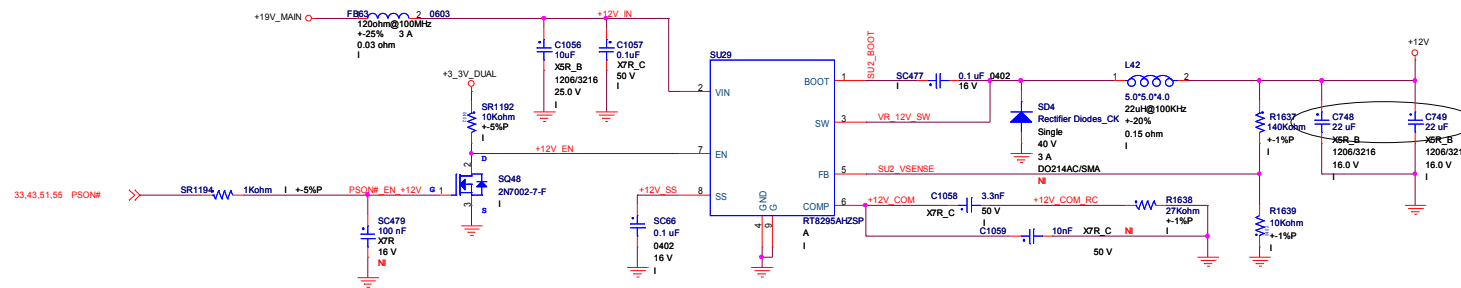 +19V_MAIN
FB63
1 2 0603
120ohm@100MHz
+-25% 3 A
0.03 ohm
I
+12V_IN
C1056
10uF
X5R_B
1206/3216
25.0 V
I
C1057
0.1uF
X7R_C
50 V
I
+3_3V_DUAL
SR1192
10Kohm
+-5%P
I
+12V_EN
2 D
SQ48
2N7002-7-F
I
G 1
3 S
33,43,51,55 PSON#
SR1194 1Kohm I +-5%P
PSON#_EN_+12V
SC479
100 nF
X7R
16 V
NI
+12V_SS
SC66
0.1 uF
0402
16 V
I
SU29
2 VIN
7 EN
8 SS
BOOT 1
SW 3
FB 5
COMP 6
GND
G
4 9
RT8295AHZSP
A
I
SU2_BOOT
SC477 0.1 uF 0402
I 16 V
VR_12V_SW
SD4
Rectifier Diodes_CK
Single
40 V
3 A
DO214AC/SMA
NI
L42
1 2
5.0*5.0*4.0
22uH@100KHz
+-20%
0.15 ohm
I
SU2_VSENSE
+12V_COM
C1058 3.3nF
X7R_C 50 V
I
+12V_COM_RC
R1638
27Kohm
+-1%P
I
C1059 10nF X7R_C NI
50 V
R1637
140Kohm
+-1%P
I
R1639
10Kohm
+-1%P
I
+12V
C748
22 uF
X5R_B
1206/3216
16.0 V
I
C749
22 uF
X5R_B
1206/3216
16.0 V
I